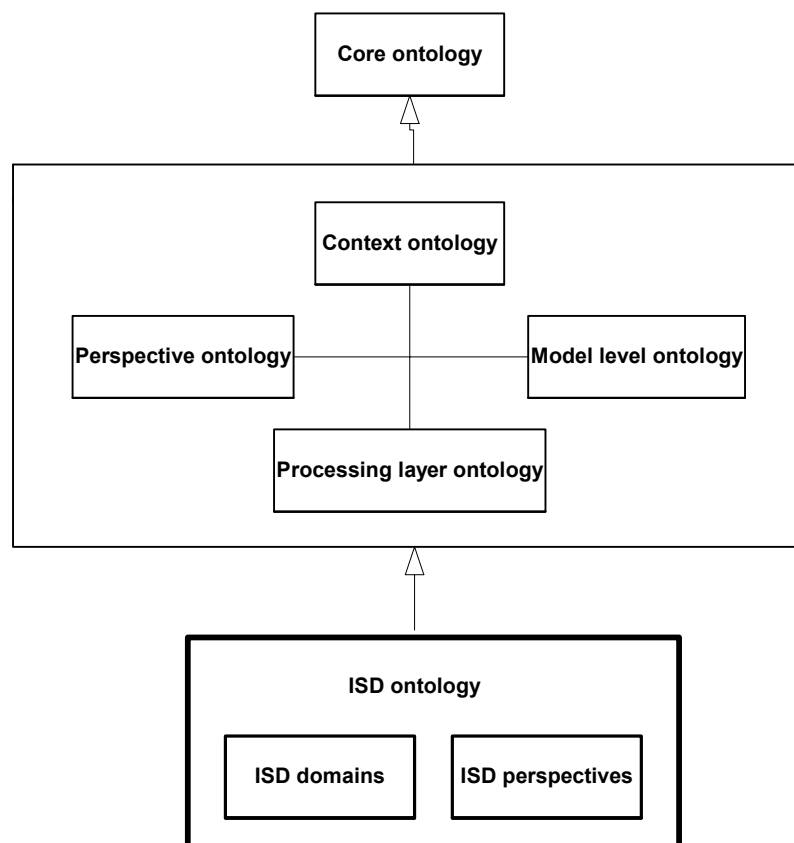 Core ontology
Context ontology
Perspective ontology
Model level ontology
Processing layer ontology
ISD ontology
ISD domains
ISD perspectives